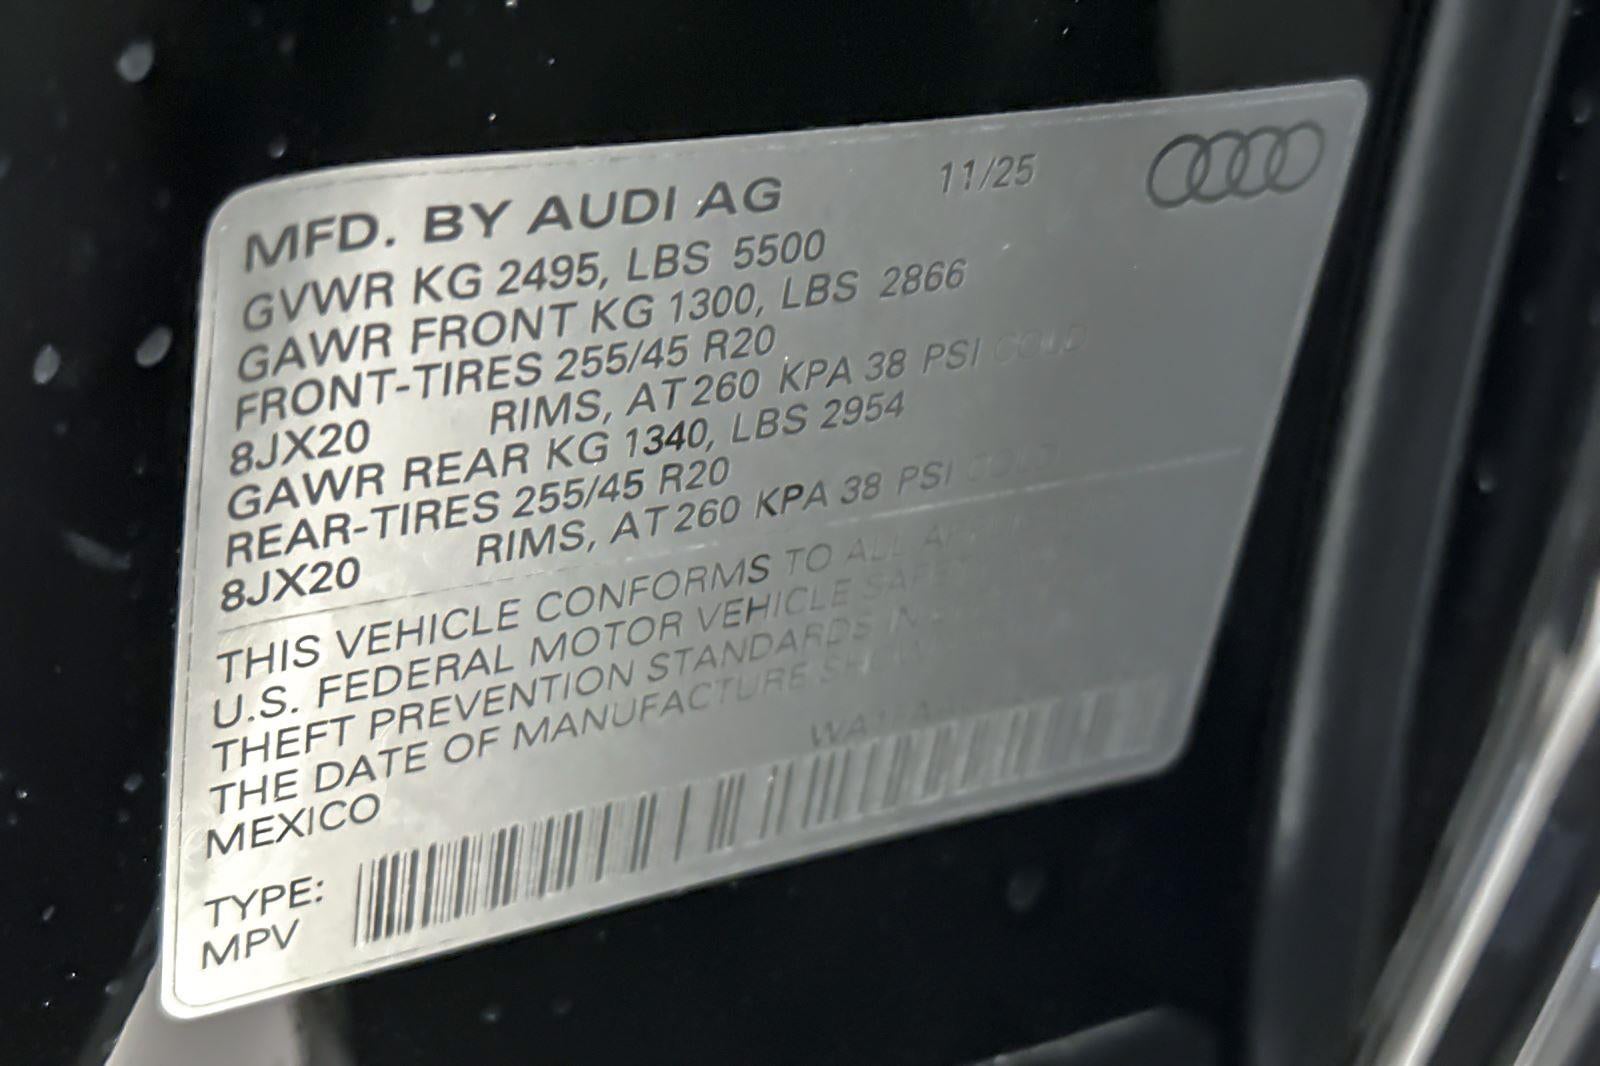 MFD. BY AUDI AG 11/25
GVWR KG 2495, LBS 5500
GAWR FRONT KG 1300, LBS 2866
FRONT-TIRES 255/45 R20
8JX20 RIMS, AT 260 KPA 38 PSI COLD
GAWR REAR KG 1340, LBS 2954
REAR-TIRES 255/45 R20
8JX20 RIMS, AT 260 KPA 38 PSI COLD
THIS VEHICLE CONFORMS TO ALL
U.S. FEDERAL MOTOR VEHICLE
THEFT PREVENTION STANDARDS
THE DATE OF MANUFACTURE
MEXICO
TYPE:
MPV